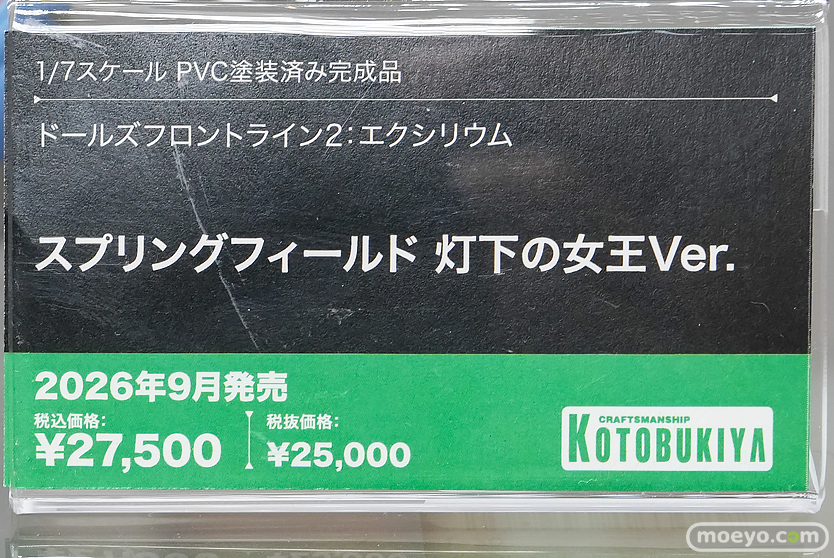 1/7スケール PVC塗装済み完成品
ドールズフロントライン2：エクシリウム
スプリングフィールド 灯下の女王Ver.
2026年9月発売
税込価格：
¥27,500
税抜価格：
¥25,000
CRAFTSMANSHIP
KOTOBUKIYA
moeyo.com